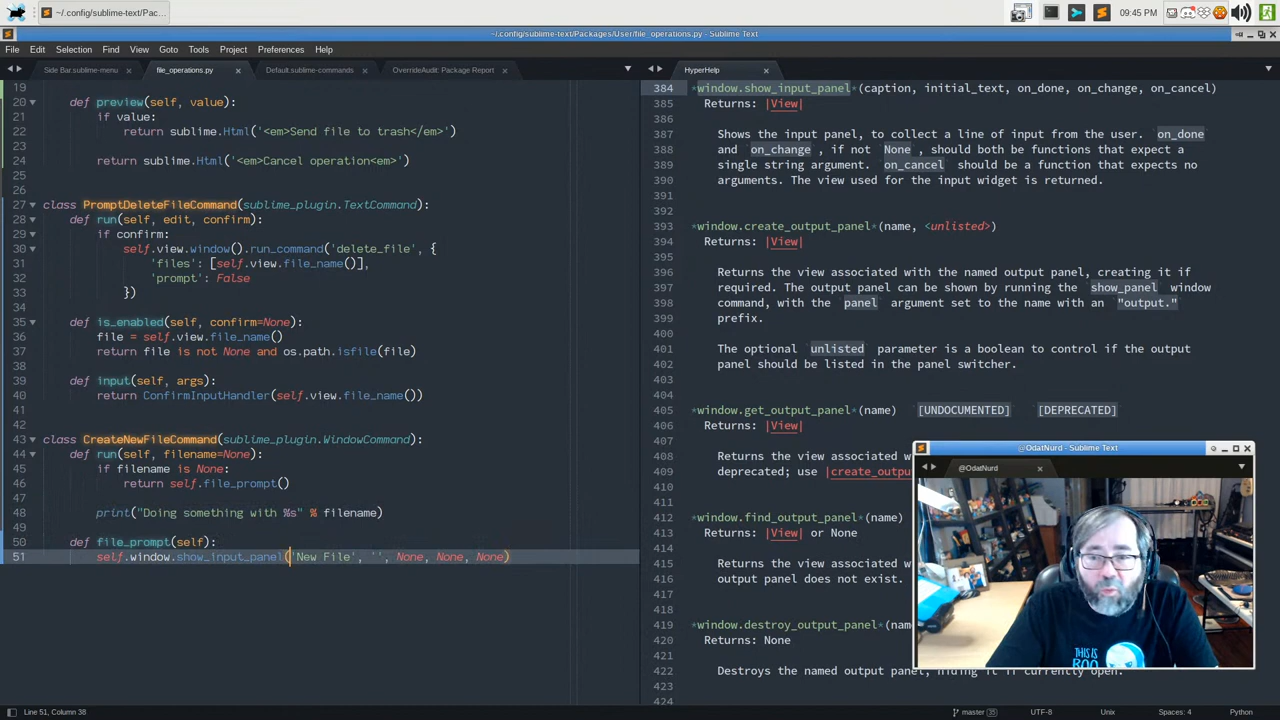 ~/.config/sublime-text/Pac...
09:45 PM
~/.config/sublime-text/Packages/User/file_operations.py - Sublime Text
File Edit Selection Find View Goto Tools Project Preferences Help
Side Bar.sublime-menu
file_operations.py
Default.sublime-commands
OverrideAudit: Package Report
19
20 def preview(self, value):
21 if value:
22 return sublime.Html('<em>Send file to trash</em>')
23
24 return sublime.Html('<em>Cancel operation<em>')
25
26
27 class PromptDeleteFileCommand(sublime_plugin.TextCommand):
28 def run(self, edit, confirm):
29 if confirm:
30 self.view.window().run_command('delete_file', {
31 'files': [self.view.file_name()],
32 'prompt': False
33 })
34
35 def is_enabled(self, confirm=None):
36 file = self.view.file_name()
37 return file is not None and os.path.isfile(file)
38
39 def input(self, args):
40 return ConfirmInputHandler(self.view.file_name())
41
42
43 class CreateNewFileCommand(sublime_plugin.WindowCommand):
44 def run(self, filename=None):
45 if filename is None:
46 return self.file_prompt()
47
48 print("Doing something with %s" % filename)
49
50 def file_prompt(self):
51 self.window.show_input_panel('New File', '', None, None, None)
HyperHelp
384 *window.show_input_panel*(caption, initial_text, on_done, on_change, on_cancel)
385 Returns: |View|
386
387 Shows the input panel, to collect a line of input from the user. on_done
388 and on_change, if not None, should both be functions that expect a
389 single string argument. on_cancel should be a function that expects no
390 arguments. The view used for the input widget is returned.
391
392
393 *window.create_output_panel*(name, <unlisted>)
394 Returns: |View|
395
396 Returns the view associated with the named output panel, creating it if
397 required. The output panel can be shown by running the show_panel window
398 command, with the panel argument set to the name with an "output."
399 prefix.
400
401 The optional unlisted parameter is a boolean to control if the output
402 panel should be listed in the panel switcher.
403
404
405 *window.get_output_panel*(name) [UNDOCUMENTED] [DEPRECATED]
406 Returns: |View|
407
408 Returns the view associated
409 deprecated; use |create_outpu
410
411
412 *window.find_output_panel*(name)
413 Returns: |View| or None
414
415 Returns the view associated
416 output panel does not exist.
417
418
419 *window.destroy_output_panel*(name
420 Returns: None
421
422 Destroys the named output panel, hiding it if currently open.
423
424
@OdatNurd - Sublime Text
@OdatNurd
THIS IS
BOO
Line 51, Column 38
master 15
UTF-8
Unix
Spaces: 4
Python